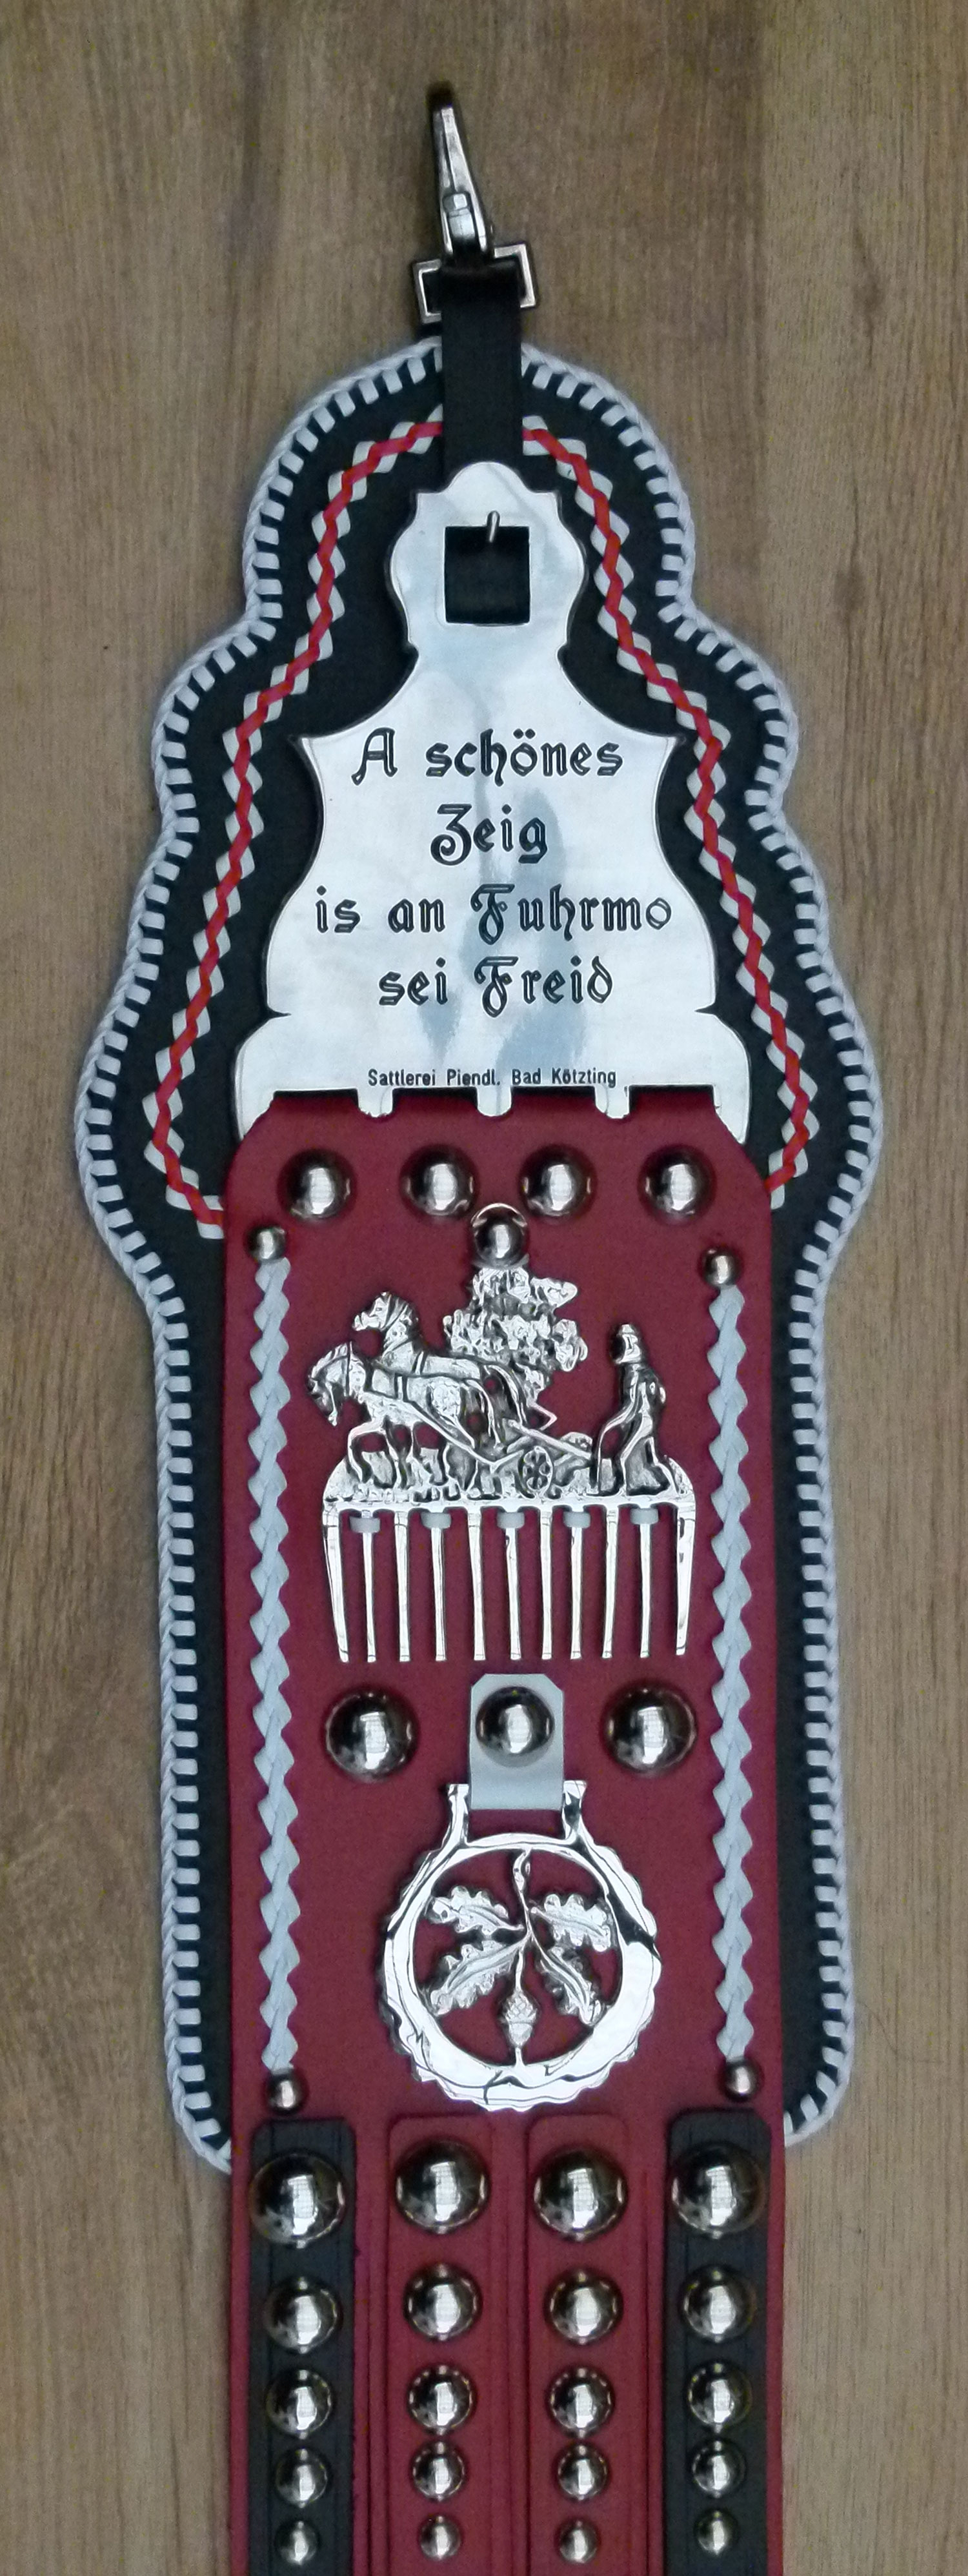 A schönes
Zeig
is an Fuhrmo
sei Freid
Sattlerei Piendl. Bad Kötzting